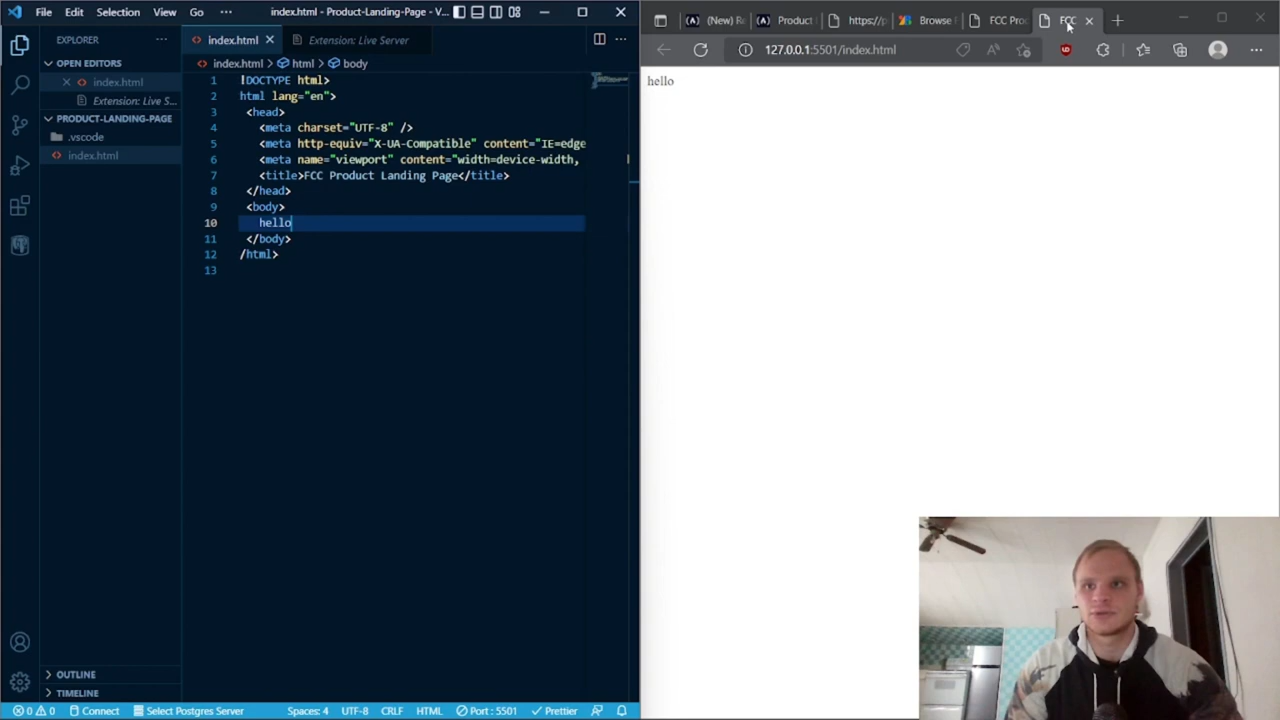 File Edit Selection View Go ··· index.html - Product-Landing-Page - V...
EXPLORER ···
OPEN EDITORS
index.html
Extension: Live S...
PRODUCT-LANDING-PAGE
.vscode
index.html
OUTLINE
TIMELINE
index.html Extension: Live Server
index.html > html > body
1 !DOCTYPE html>
2 html lang="en">
3 <head>
4 <meta charset="UTF-8" />
5 <meta http-equiv="X-UA-Compatible" content="IE=edge
6 <meta name="viewport" content="width=device-width,
7 <title>FCC Product Landing Page</title>
8 </head>
9 <body>
10 hello
11 </body>
12 /html>
13
0 0 Connect Select Postgres Server Spaces: 4 UTF-8 CRLF HTML Port : 5501 Prettier
(New) R Product https:// Browse FCC Pro FCC
127.0.0.1:5501/index.html
hello